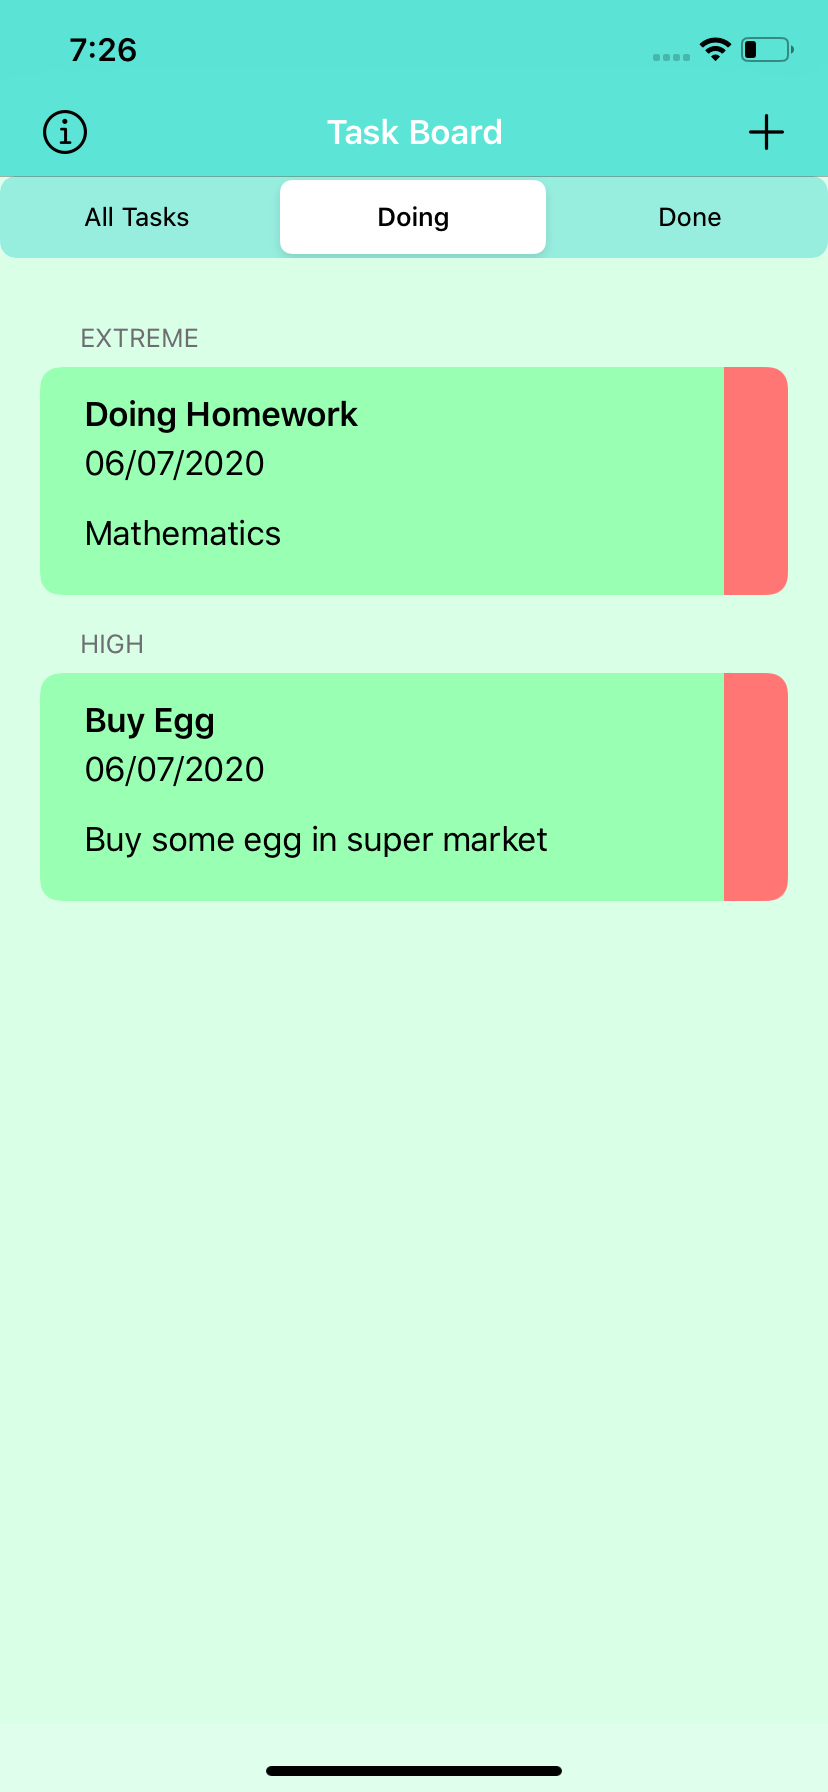 7:26
Task Board
All Tasks
Doing
Done
EXTREME
Doing Homework
06/07/2020
Mathematics
HIGH
Buy Egg
06/07/2020
Buy some egg in super market